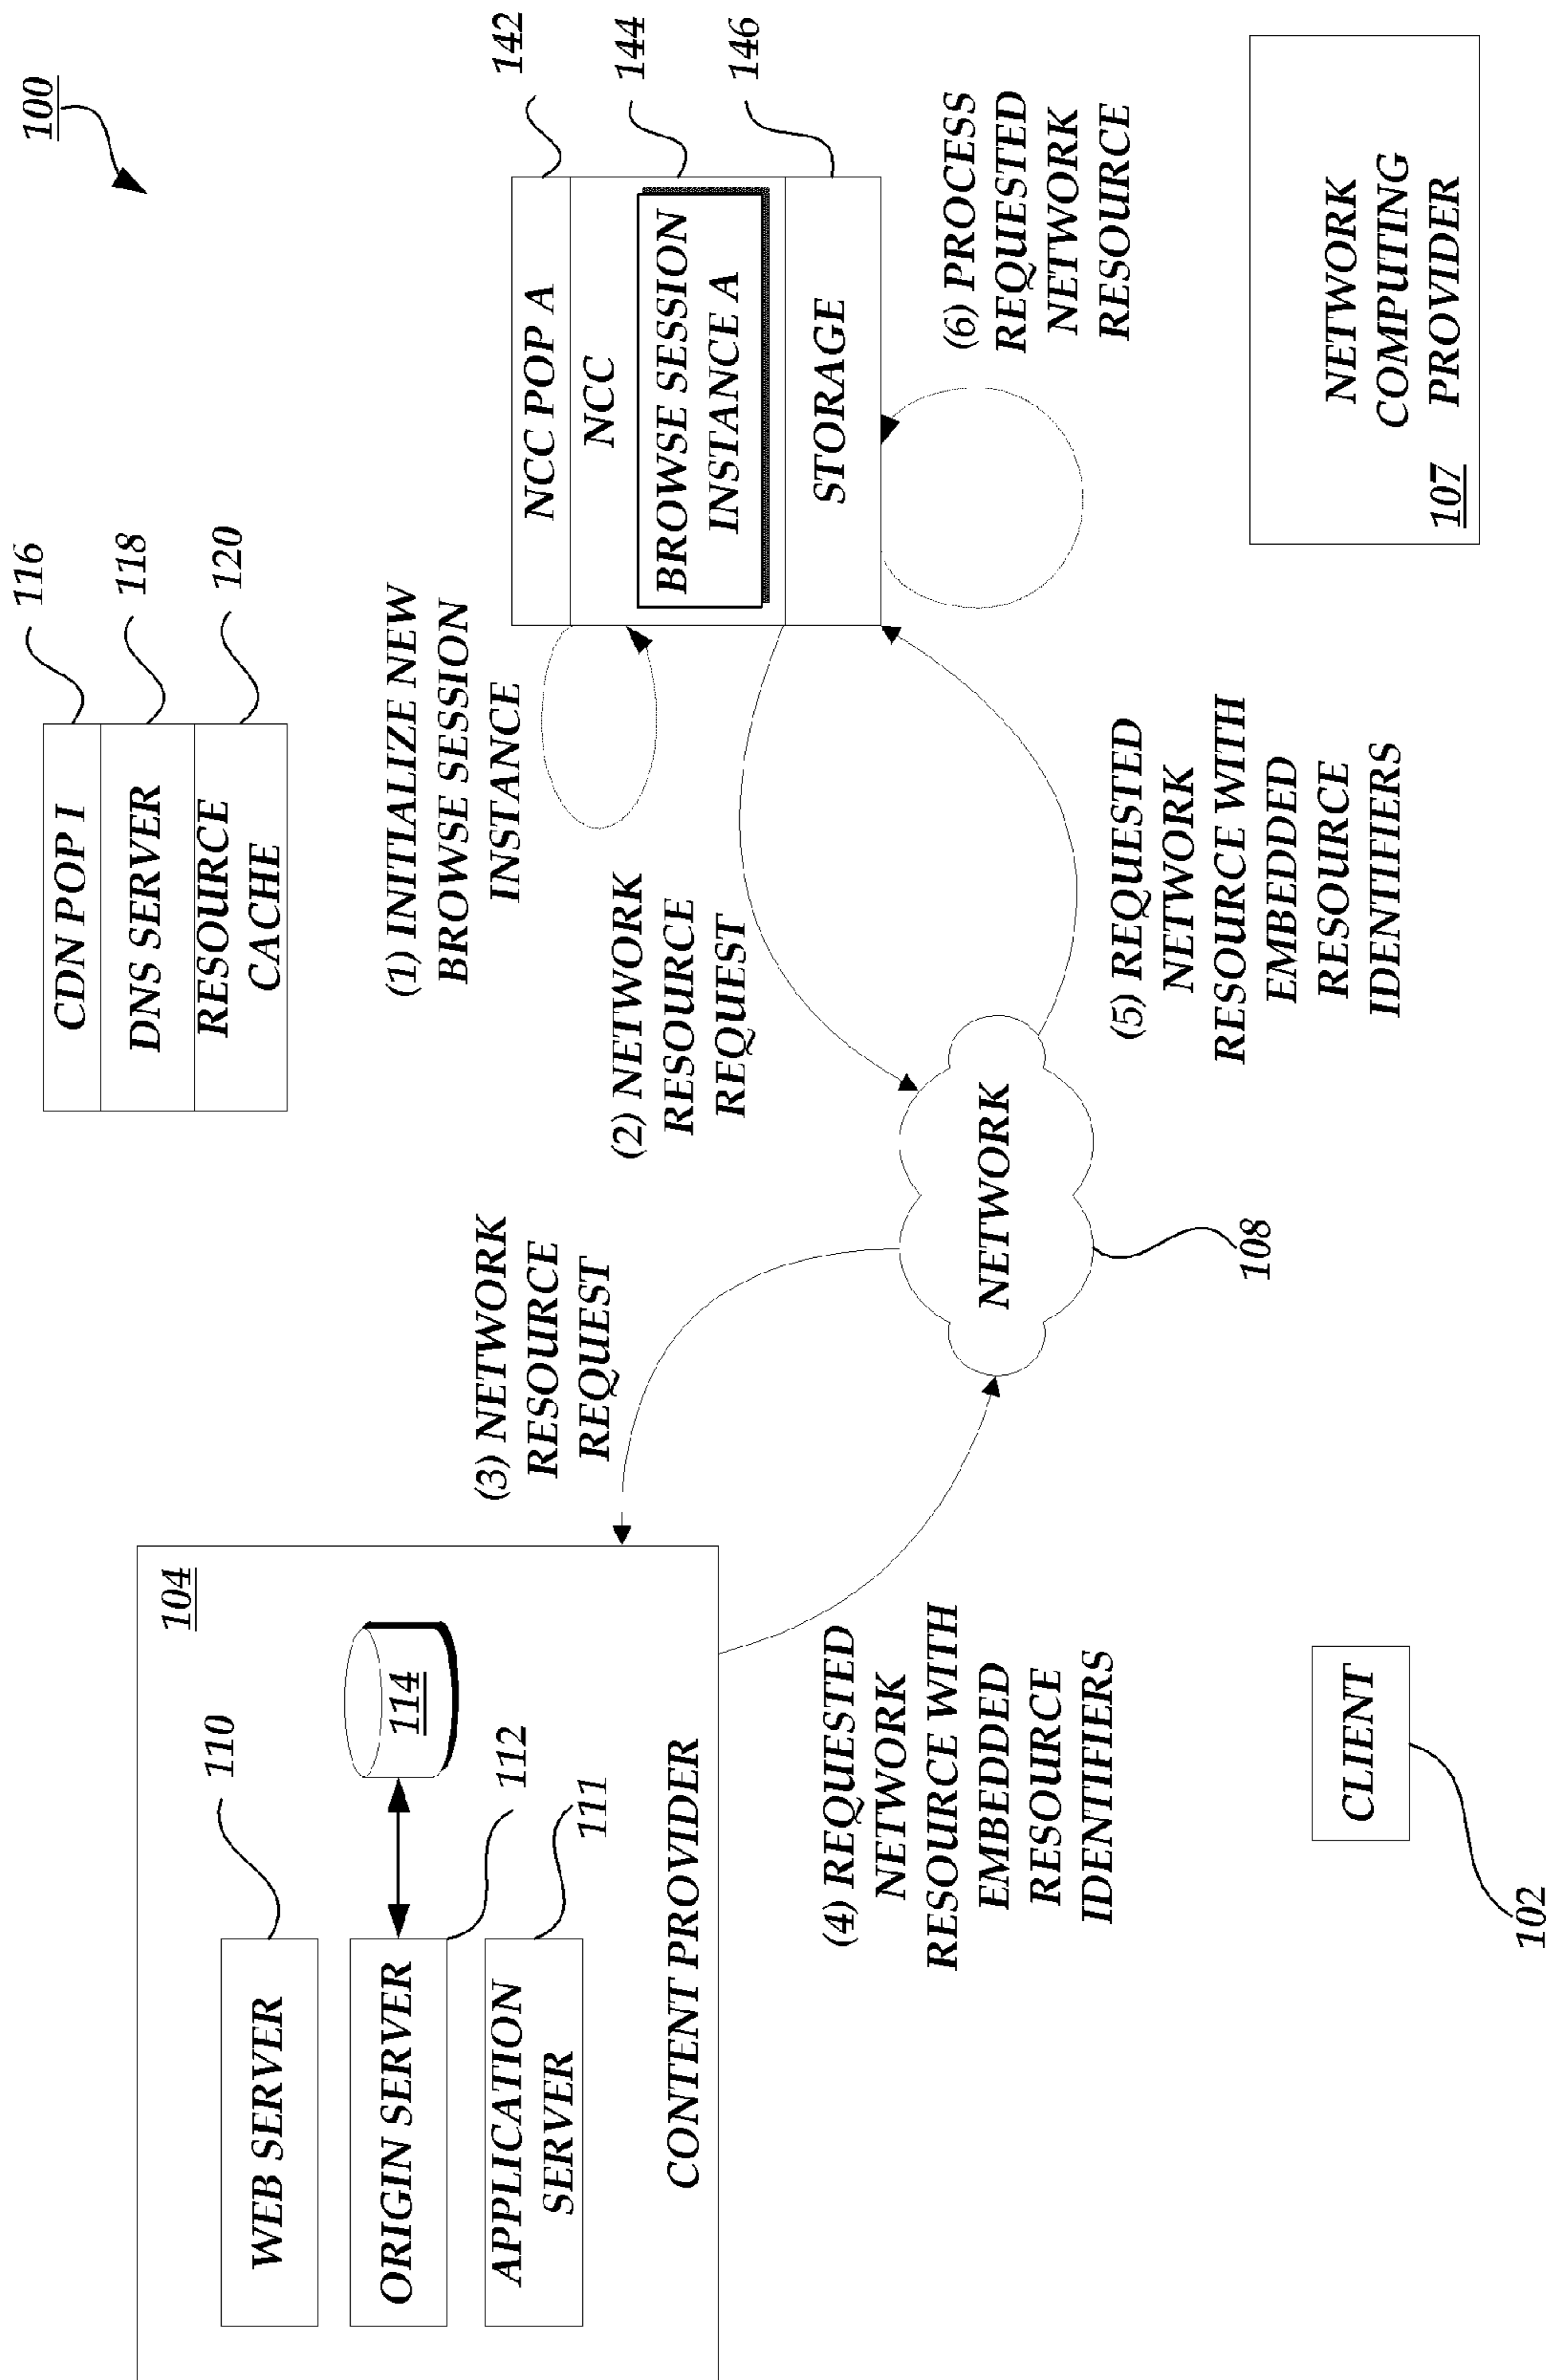 100
104
110
WEB SERVER
ORIGIN SERVER
114
112
APPLICATION
SERVER
111
CONTENT PROVIDER
116
CDN POP I
118
DNS SERVER
120
RESOURCE
CACHE
(1) INITIALIZE NEW
BROWSE SESSION
INSTANCE
(2) NETWORK
RESOURCE
REQUEST
(3) NETWORK
RESOURCE
REQUEST
NETWORK
108
(4) REQUESTED
NETWORK
RESOURCE WITH
EMBEDDED
RESOURCE
IDENTIFIERS
(5) REQUESTED
NETWORK
RESOURCE WITH
EMBEDDED
RESOURCE
IDENTIFIERS
142
NCC POP A
NCC
144
BROWSE SESSION
INSTANCE A
146
STORAGE
(6) PROCESS
REQUESTED
NETWORK
RESOURCE
CLIENT
102
NETWORK
COMPUTING
PROVIDER
107